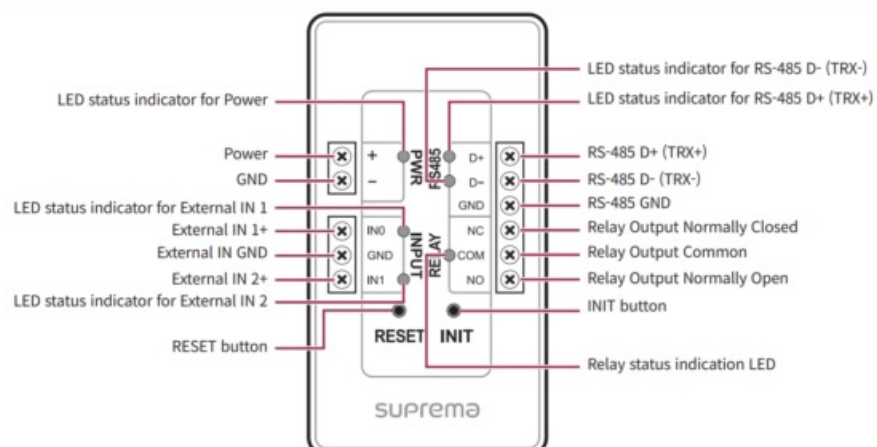 LED status indicator for RS-485 D- (TRX-)
LED status indicator for Power
LED status indicator for RS-485 D+ (TRX+)
Power
+
PWR
RS485
D+
RS-485 D+ (TRX+)
GND
−
D−
RS-485 D- (TRX-)
GND
RS-485 GND
LED status indicator for External IN 1
External IN 1+
IN0
INPUT
RELAY
NC
Relay Output Normally Closed
External IN GND
GND
COM
Relay Output Common
External IN 2+
IN1
NO
Relay Output Normally Open
LED status indicator for External IN 2
INIT button
RESET
INIT
RESET button
Relay status indication LED
suprema